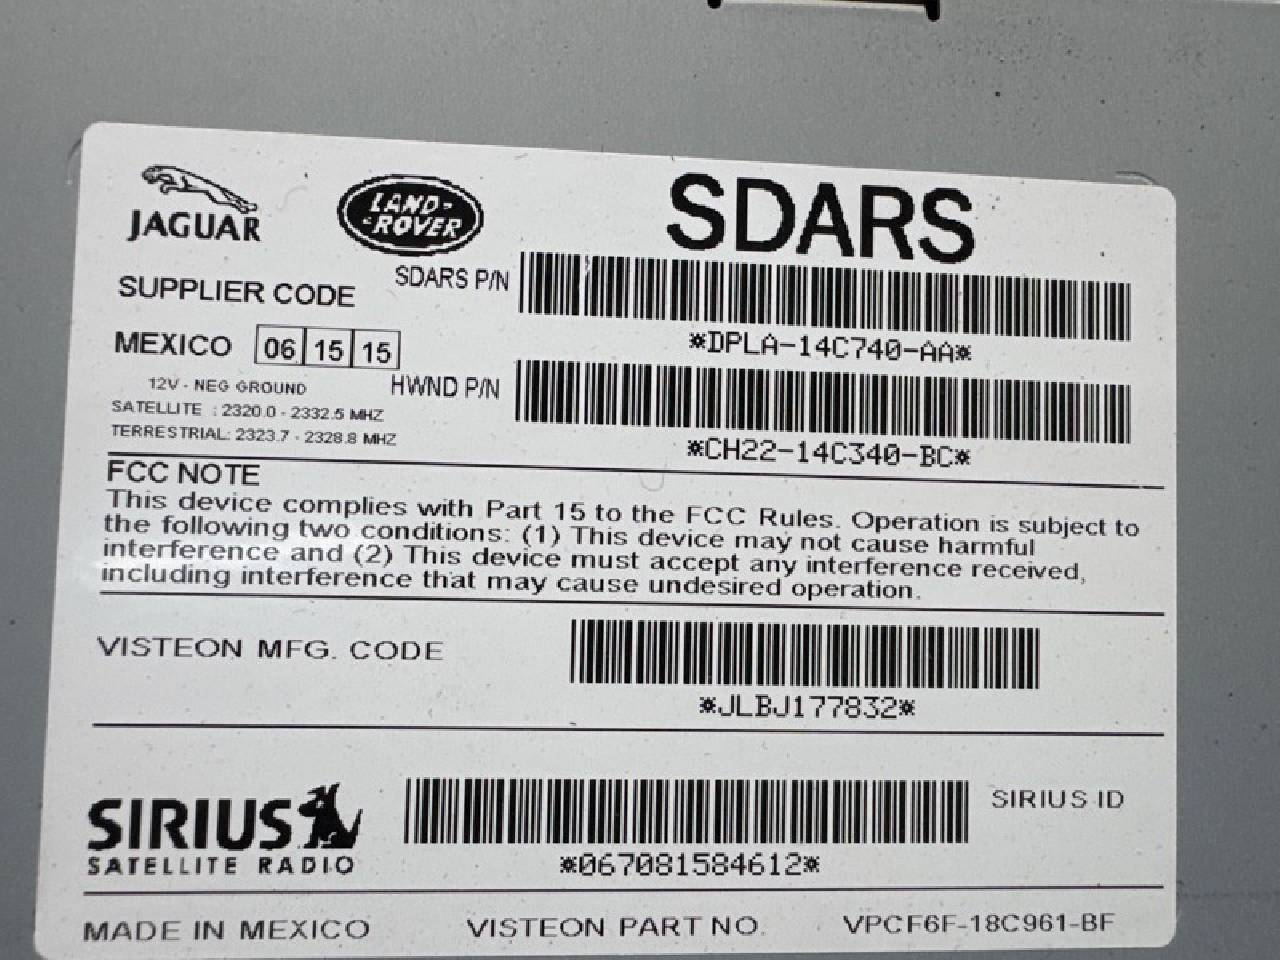 JAGUAR
LAND-
-ROVER
SDARS
SDARS P/N
*DPLA-14C740-AA*
SUPPLIER CODE
MEXICO 06 15 15
HWND P/N
*CH22-14C340-BC*
12V - NEG GROUND
SATELLITE : 2320.0 - 2332.5 MHZ
TERRESTRIAL: 2323.7 - 2328.8 MHZ
FCC NOTE
This device complies with Part 15 to the FCC Rules. Operation is subject to
the following two conditions: (1) This device may not cause harmful
interference and (2) This device must accept any interference received,
including interference that may cause undesired operation.
VISTEON MFG. CODE
*JLBJ177832*
SIRIUS
SATELLITE RADIO
*067081584612*
SIRIUS ID
MADE IN MEXICO VISTEON PART NO. VPCF6F-18C961-BF